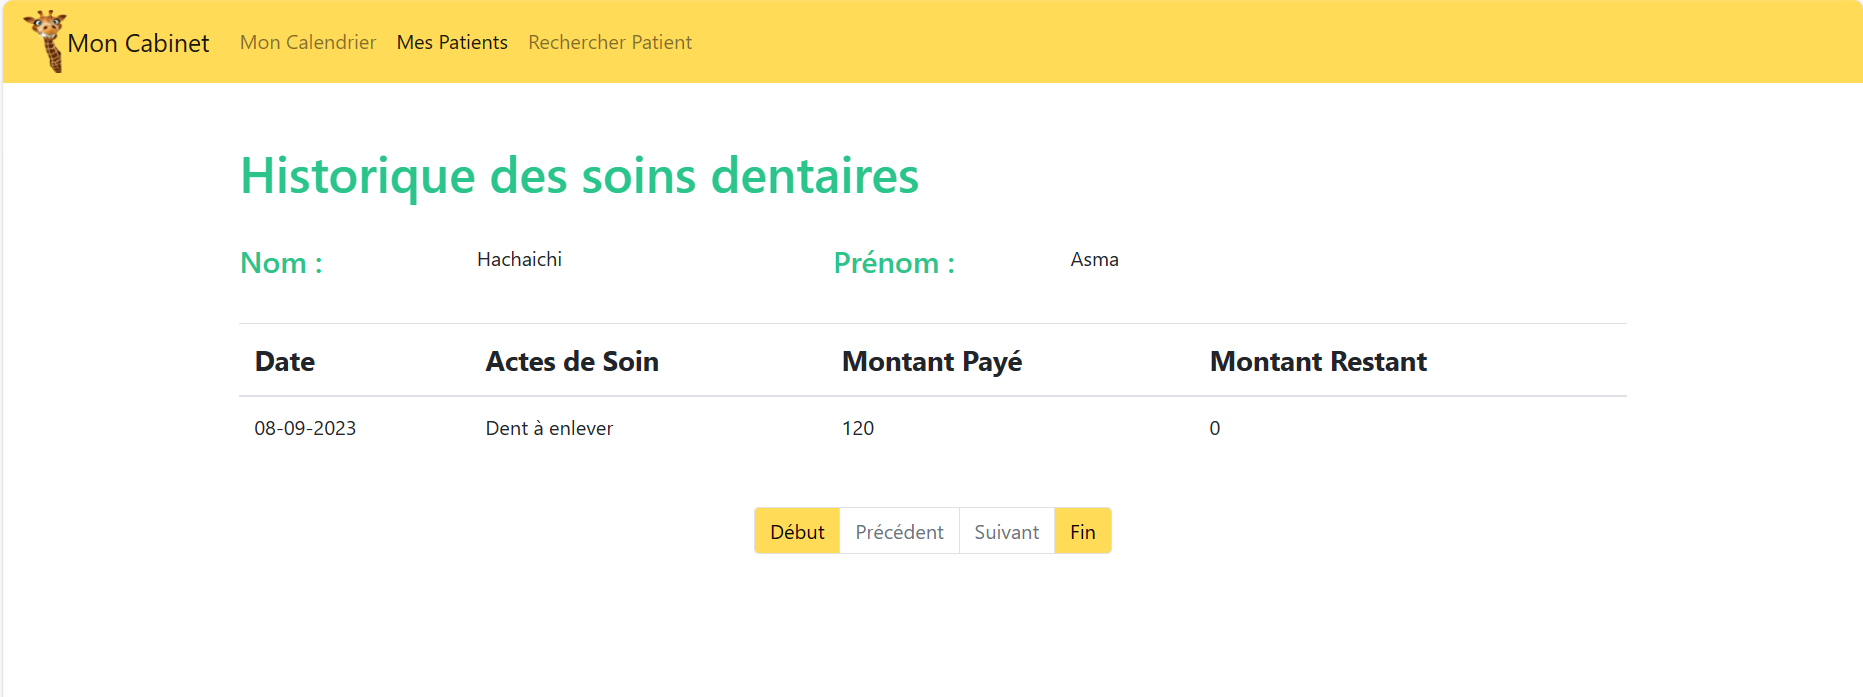 Mon Cabinet Mon Calendrier Mes Patients Rechercher Patient
Historique des soins dentaires
Nom : Hachaichi Prénom : Asma
Date Actes de Soin Montant Payé Montant Restant
08-09-2023 Dent à enlever 120 0
Début Précédent Suivant Fin